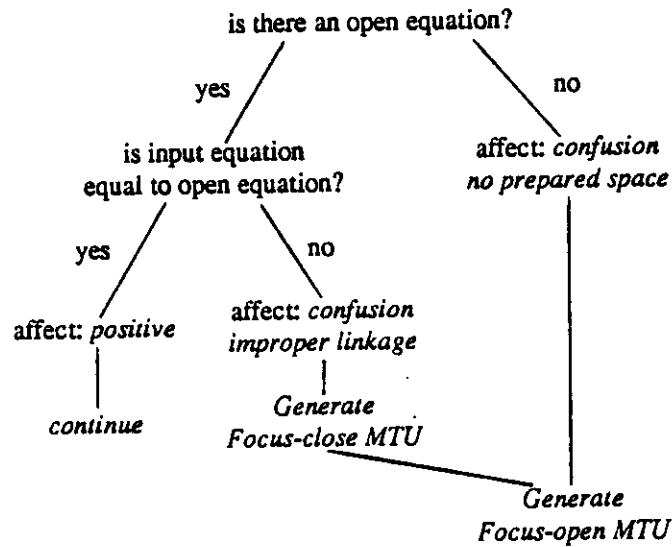 is there an open equation?
yes
no
is input equation
equal to open equation?
affect: confusion
no prepared space
yes
no
affect: positive
affect: confusion
improper linkage
continue
Generate
Focus-close MTU
Generate
Focus-open MTU